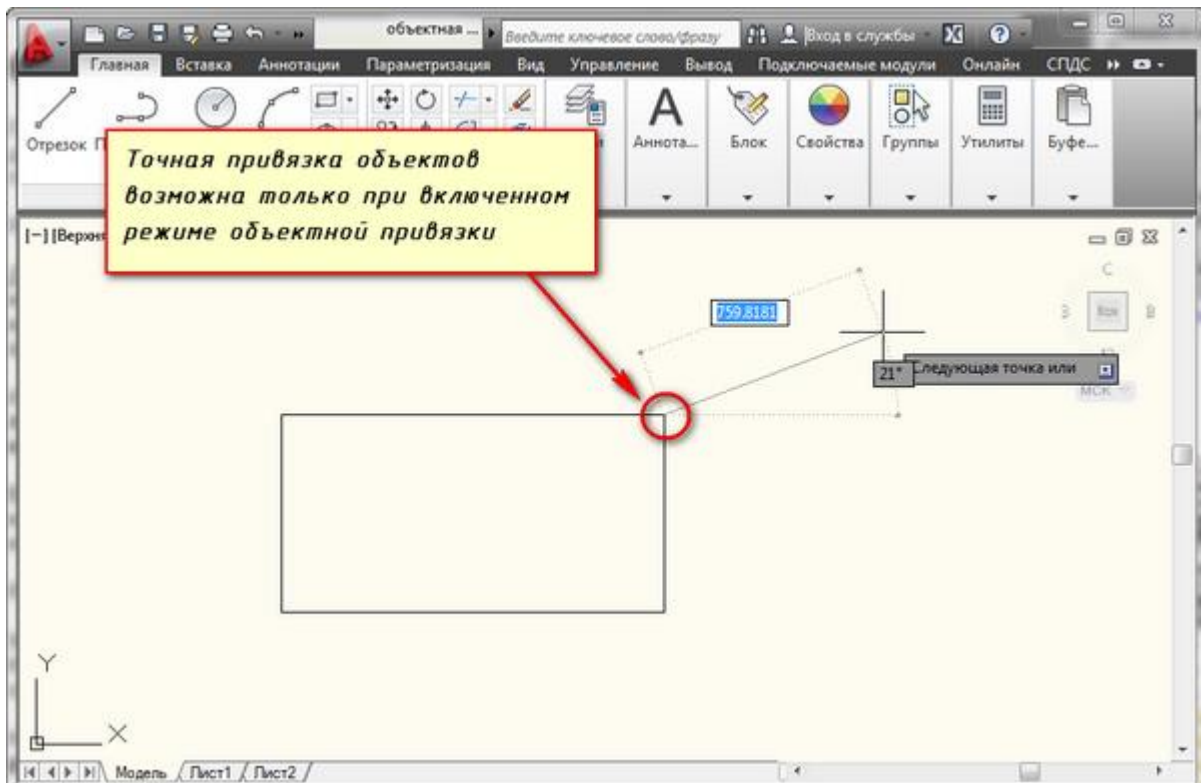 объектная ...
Введите ключевое слово/фразу
Вход в службы
Главная Вставка Аннотации Параметризация Вид Управление Вывод Подключаемые модули Онлайн СПДС
Отрезок
Аннота... Блок Свойства Группы Утилиты Буфе...
Точная привязка объектов
возможна только при включенном
режиме объектной привязки
[−][Верхн
С
759.8181
21°
Следующая точка или
МСК
Y
X
Модель Лист1 Лист2